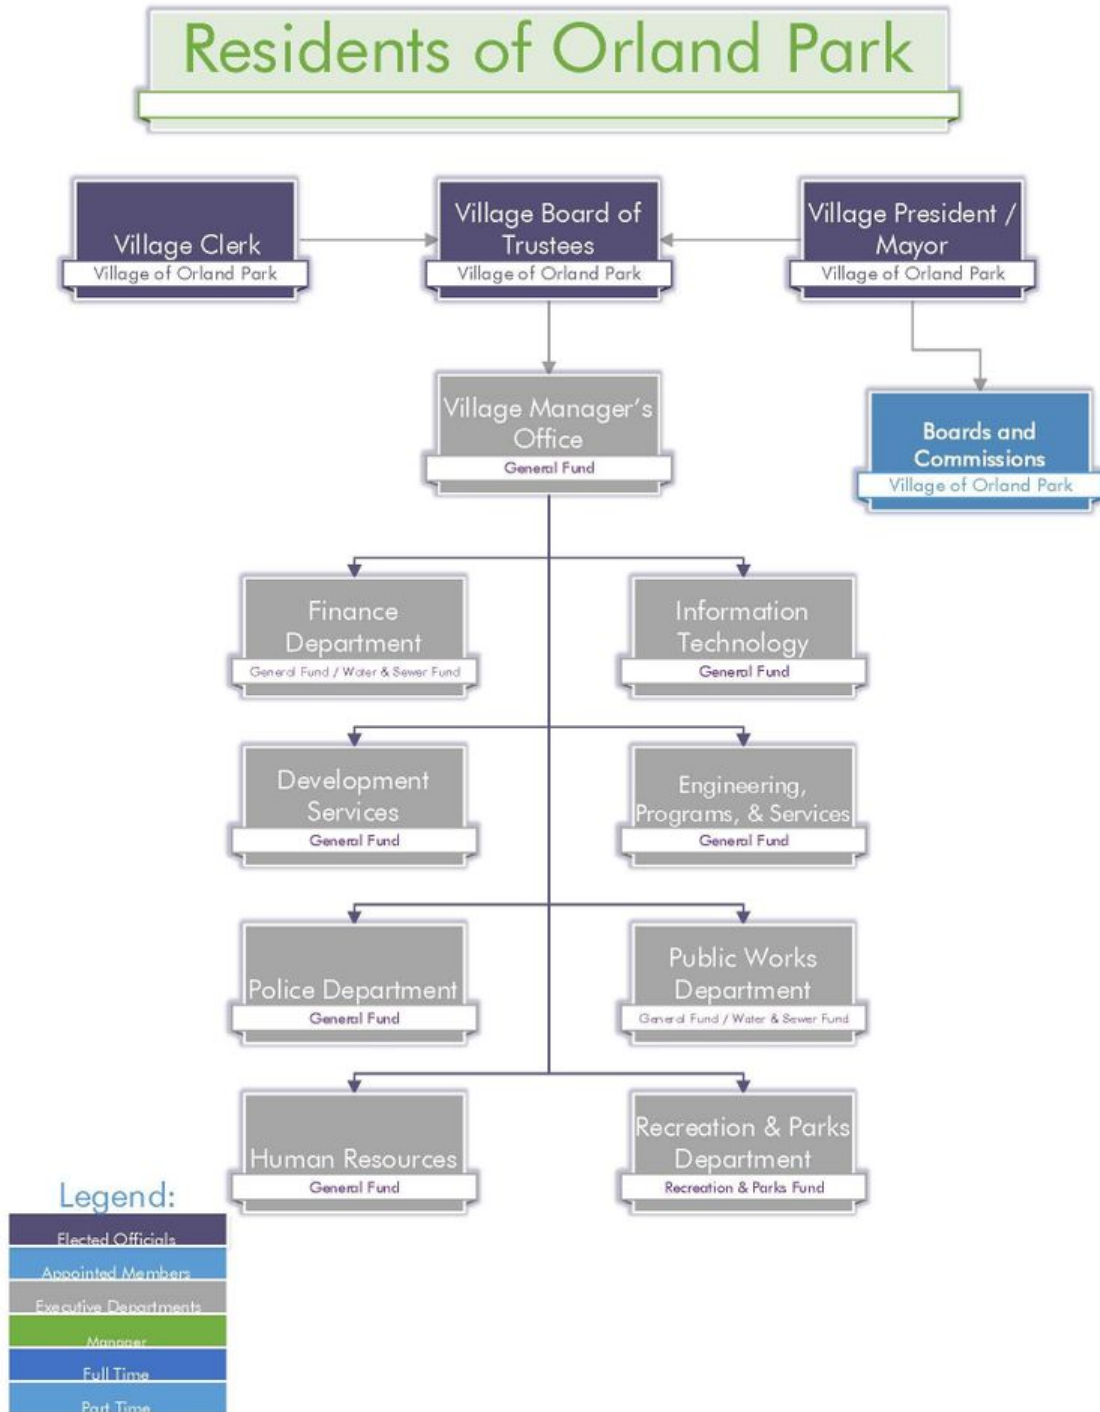 Residents of Orland Park
Village Clerk
Village of Orland Park
Village Board of
Trustees
Village of Orland Park
Village President /
Mayor
Village of Orland Park
Village Manager's
Office
General Fund
Boards and
Commissions
Village of Orland Park
Finance
Department
General Fund / Water & Sewer Fund
Information
Technology
General Fund
Development
Services
General Fund
Engineering,
Programs, & Services
General Fund
Police Department
General Fund
Public Works
Department
General Fund / Water & Sewer Fund
Human Resources
General Fund
Recreation & Parks
Department
Recreation & Parks Fund
Legend:
Elected Officials
Appointed Members
Executive Departments
Manager
Full Time
Part Time